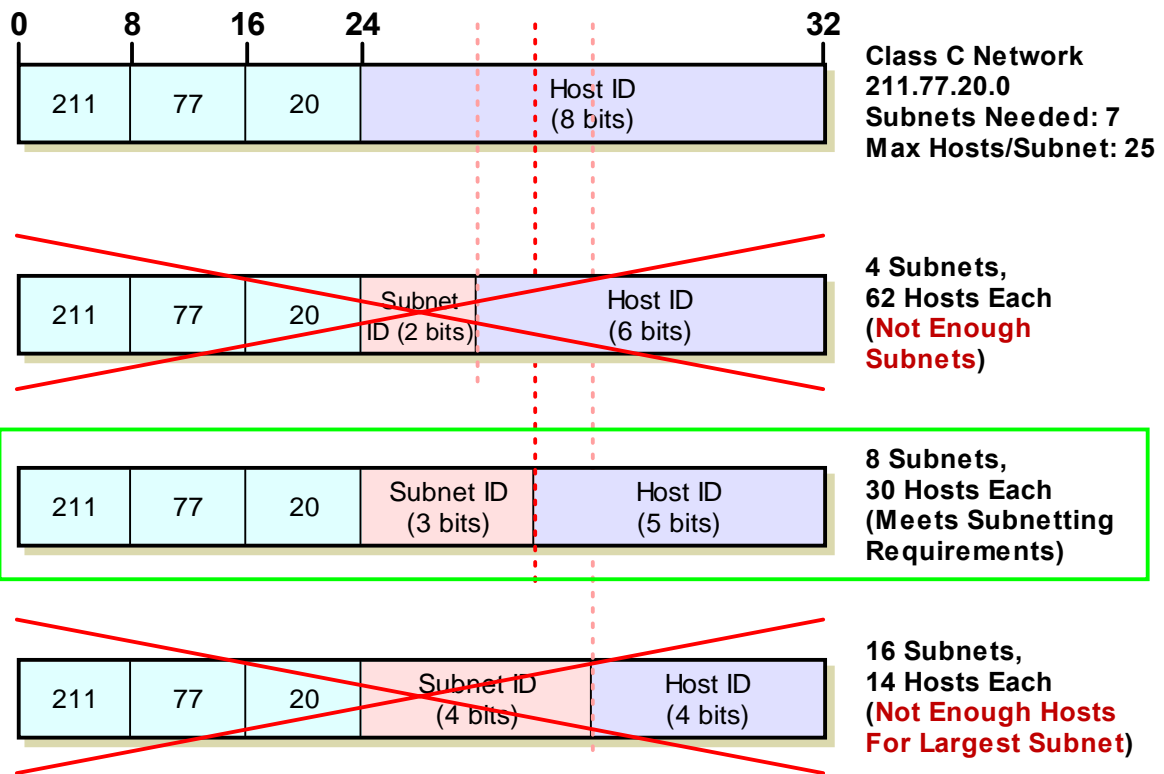 0 8 16 24 32
211 77 20 Host ID
(8 bits)
Class C Network
211.77.20.0
Subnets Needed: 7
Max Hosts/Subnet: 25
211 77 20 Subnet
ID (2 bits)
Host ID
(6 bits)
4 Subnets,
62 Hosts Each
(Not Enough
Subnets)
211 77 20 Subnet ID
(3 bits)
Host ID
(5 bits)
8 Subnets,
30 Hosts Each
(Meets Subnetting
Requirements)
211 77 20 Subnet ID
(4 bits)
Host ID
(4 bits)
16 Subnets,
14 Hosts Each
(Not Enough Hosts
For Largest Subnet)